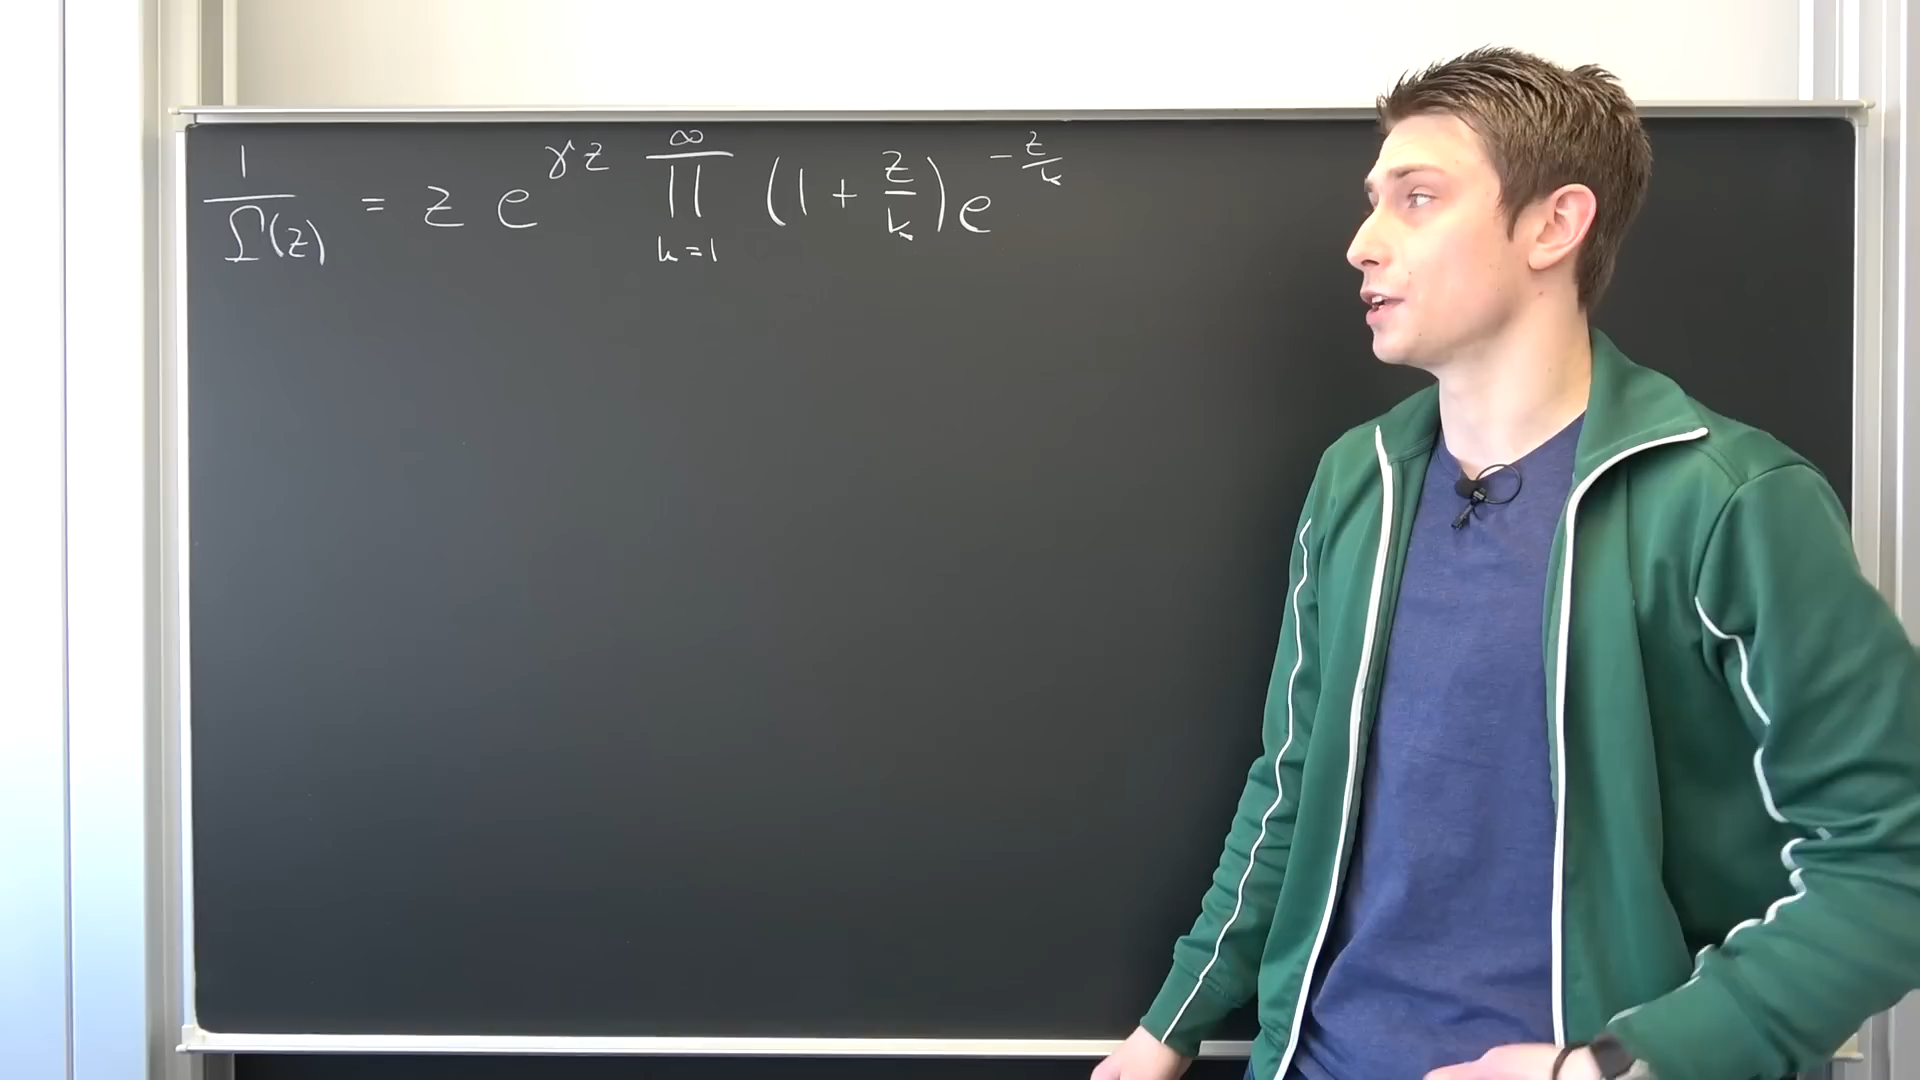 1/Γ(z) = z e^{γz} ∏_{k=1}^{∞} (1 + z/k) e^{-z/k}